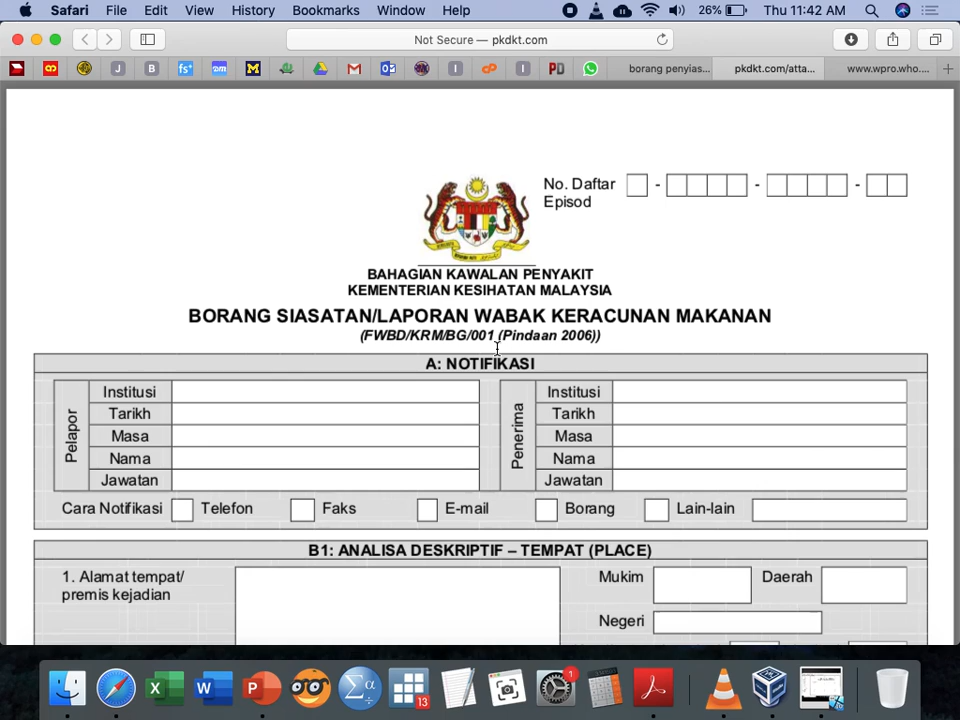 Safari File Edit View History Bookmarks Window Help 26% Thu 11:42 AM
Not Secure — pkdkt.com
borang penyias... pkdkt.com/atta... www.wpro.who....
No. Daftar
Episod
BAHAGIAN KAWALAN PENYAKIT
KEMENTERIAN KESIHATAN MALAYSIA
BORANG SIASATAN/LAPORAN WABAK KERACUNAN MAKANAN
(FWBD/KRM/BG/001 (Pindaan 2006))
A: NOTIFIKASI
Pelapor
Institusi
Tarikh
Masa
Nama
Jawatan
Penerima
Institusi
Tarikh
Masa
Nama
Jawatan
Cara Notifikasi Telefon Faks E-mail Borang Lain-lain
B1: ANALISA DESKRIPTIF – TEMPAT (PLACE)
1. Alamat tempat/
premis kejadian
Mukim Daerah
Negeri